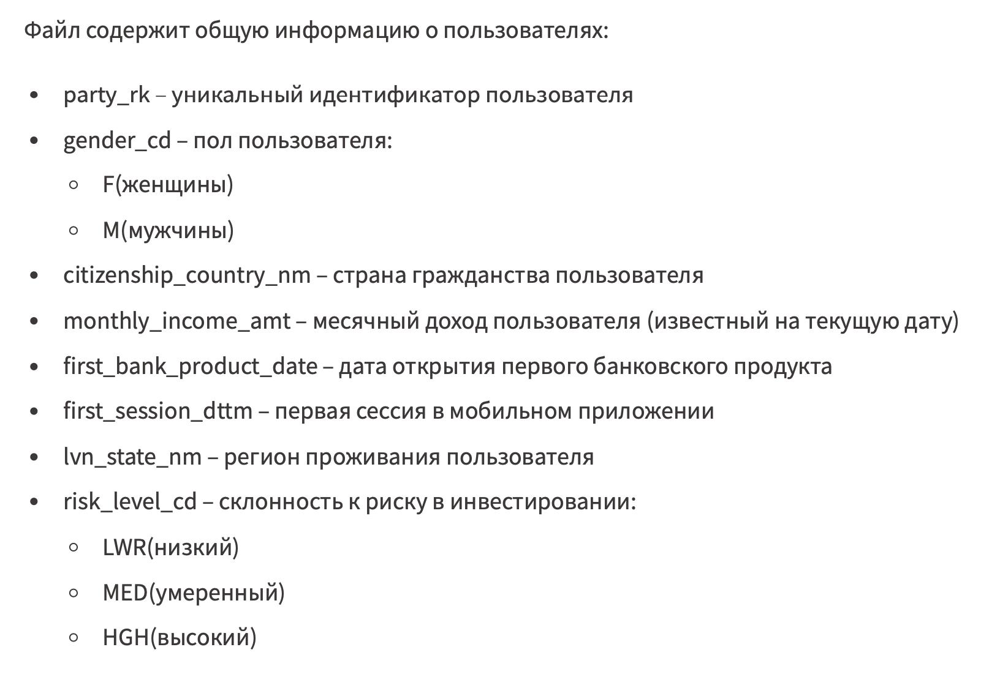 Файл содержит общую информацию о пользователях:
• party_rk – уникальный идентификатор пользователя
• gender_cd – пол пользователя:
○ F(женщины)
○ M(мужчины)
• citizenship_country_nm – страна гражданства пользователя
• monthly_income_amt – месячный доход пользователя (известный на текущую дату)
• first_bank_product_date – дата открытия первого банковского продукта
• first_session_dttm – первая сессия в мобильном приложении
• lvn_state_nm – регион проживания пользователя
• risk_level_cd – склонность к риску в инвестировании:
○ LWR(низкий)
○ MED(умеренный)
○ HGH(высокий)